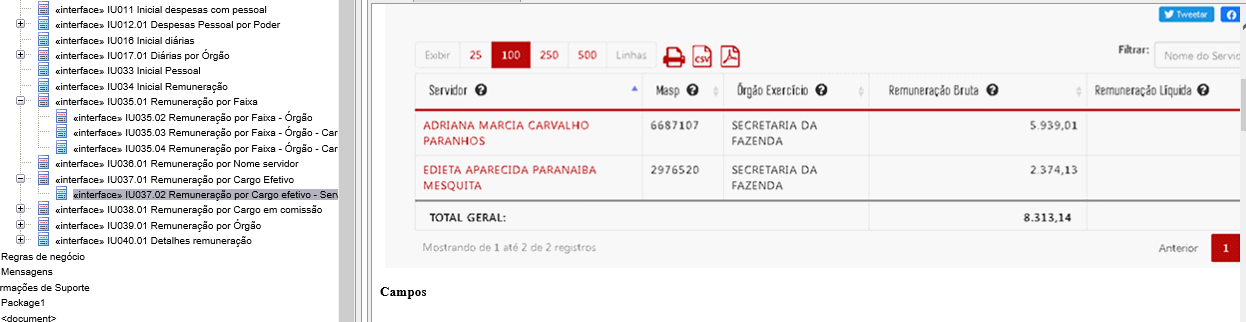 «interface» IU011 Inicial despesas com pessoal
«interface» IU012.01 Despesas Pessoal por Poder
«interface» IU016 Inicial diárias
«interface» IU017.01 Diárias por Órgão
«interface» IU033 Inicial Pessoal
«interface» IU034 Inicial Remuneração
«interface» IU035.01 Remuneração por Faixa
«interface» IU035.02 Remuneração por Faixa - Órgão
«interface» IU035.03 Remuneração por Faixa - Órgão - Car
«interface» IU035.04 Remuneração por Faixa - Órgão - Car
«interface» IU036.01 Remuneração por Nome servidor
«interface» IU037.01 Remuneração por Cargo Efetivo
«interface» IU037.02 Remuneração por Cargo efetivo - Serv
«interface» IU038.01 Remuneração por Cargo em comissão
«interface» IU039.01 Remuneração por Órgão
«interface» IU040.01 Detalhes remuneração
Regras de negócio
Mensagens
rmações de Suporte
Package1
<document>
Tweetar
Exibir 25 100 250 500 Linhas CSV
Filtrar: Nome do Servid
Servidor ? Masp ? Órgão Exercício ? Remuneração Bruta ? Remuneração Líquida ?
ADRIANA MARCIA CARVALHO PARANHOS 6687107 SECRETARIA DA FAZENDA 5.939,01
EDIETA APARECIDA PARANAIBA MESQUITA 2976520 SECRETARIA DA FAZENDA 2.374,13
TOTAL GERAL: 8.313,14
Mostrando de 1 até 2 de 2 registros
Anterior 1
Campos